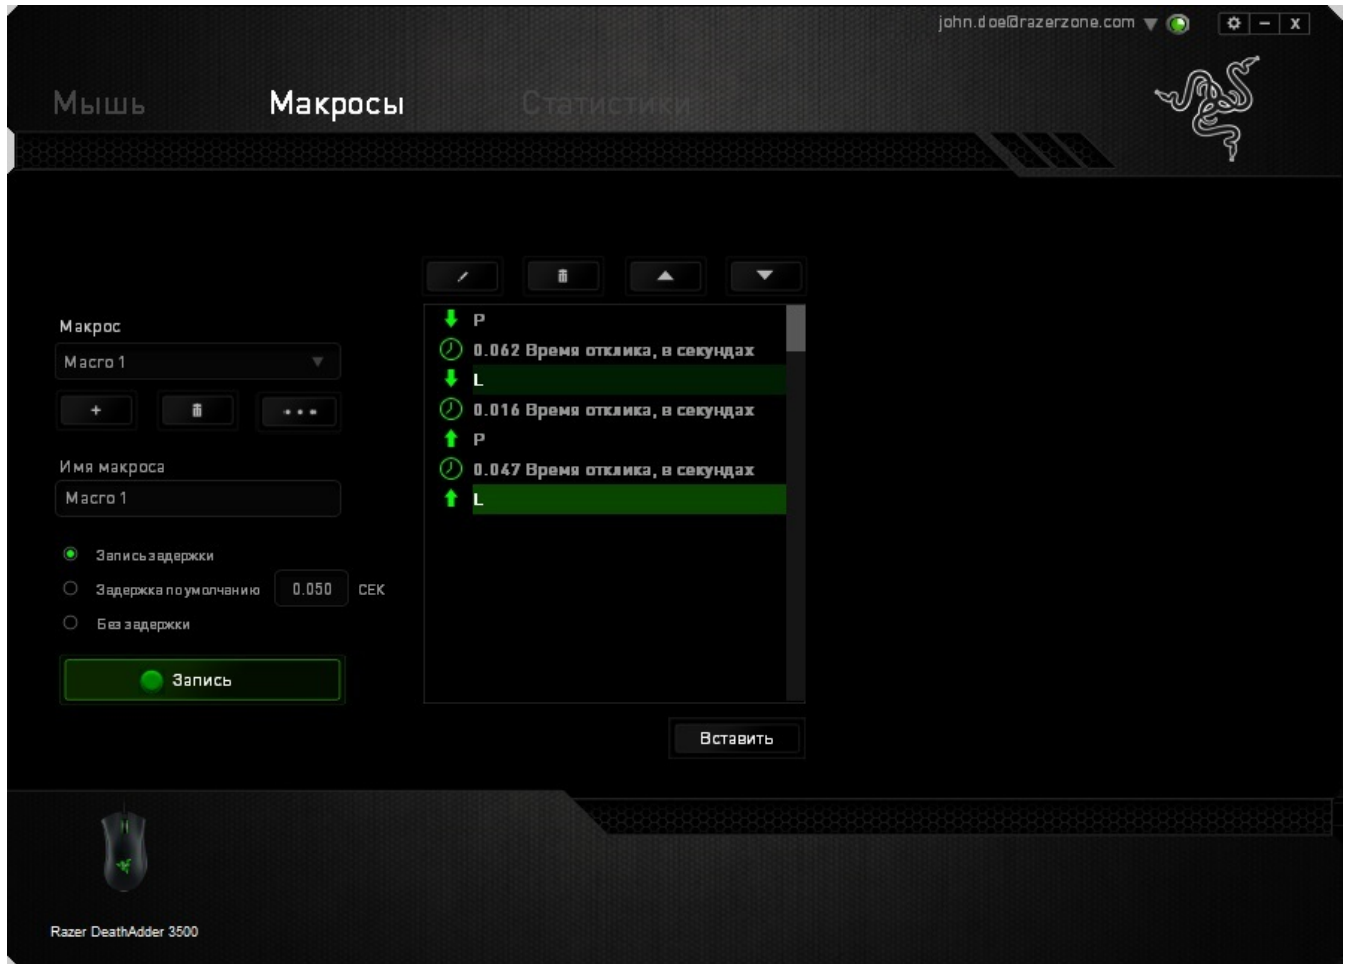 john.doe@razerzone.com
Мышь Макросы Статистики
Макрос
Macro 1
Имя макроса
Macro 1
Запись задержки
Задержка по умолчанию 0.050 СЕК
Без задержки
Запись
P
0.062 Время отклика, в секундах
L
0.016 Время отклика, в секундах
P
0.047 Время отклика, в секундах
L
Вставить
Razer DeathAdder 3500